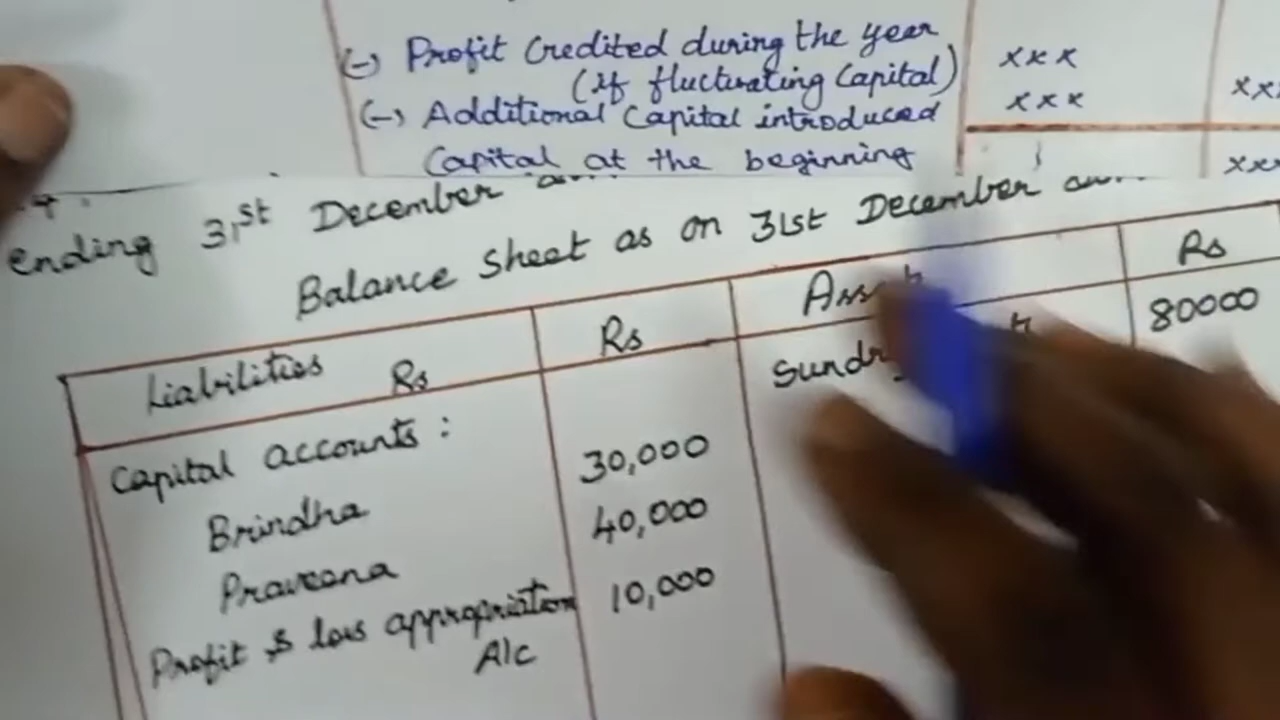 (-) Profit Credited during the year xxx
(If fluctuating Capital)
(-) Additional Capital introduced xxx
Capital at the beginning
ending 31st December
Balance Sheet as on 31st December
Liabilities Rs Rs Rs
Capital accounts: 80000
Brindha 30,000
Praveena 40,000
Profit & loss appropriation 10,000
A/c